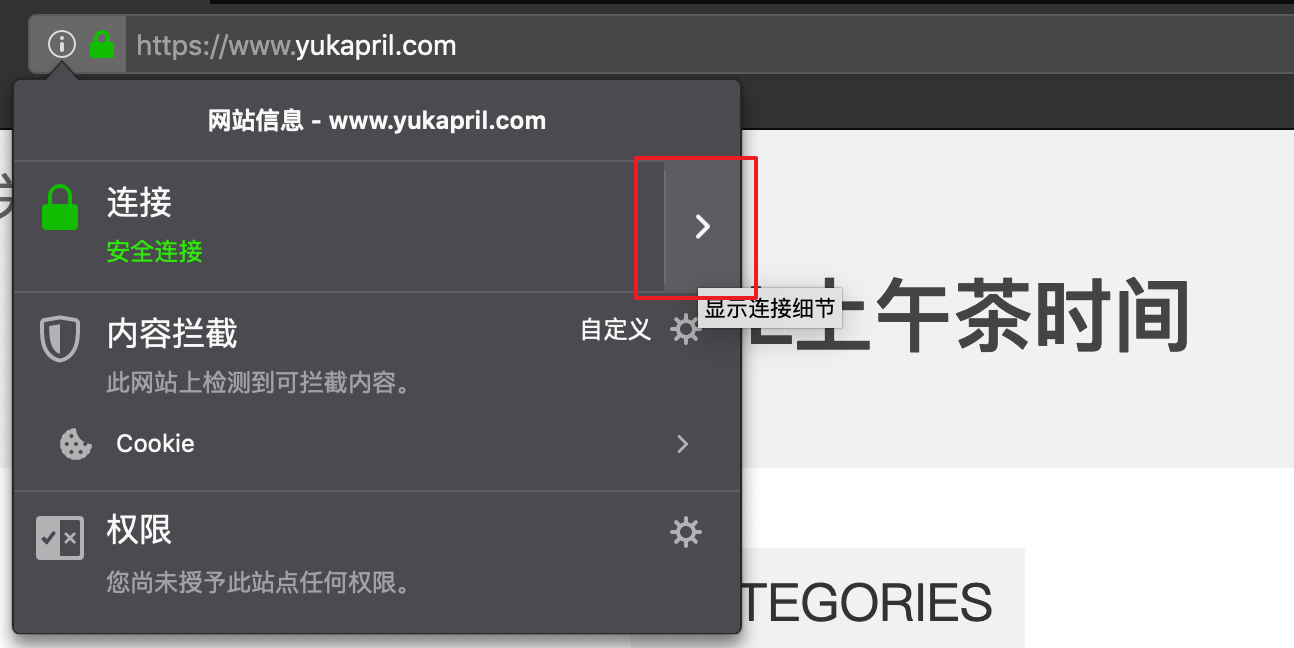 https://www.yukapril.com
网站信息 - www.yukapril.com
连接
安全连接
显示连接细节
上午茶时间
内容拦截
自定义
此网站上检测到可拦截内容。
Cookie
权限
您尚未授予此站点任何权限。
TEGORIES